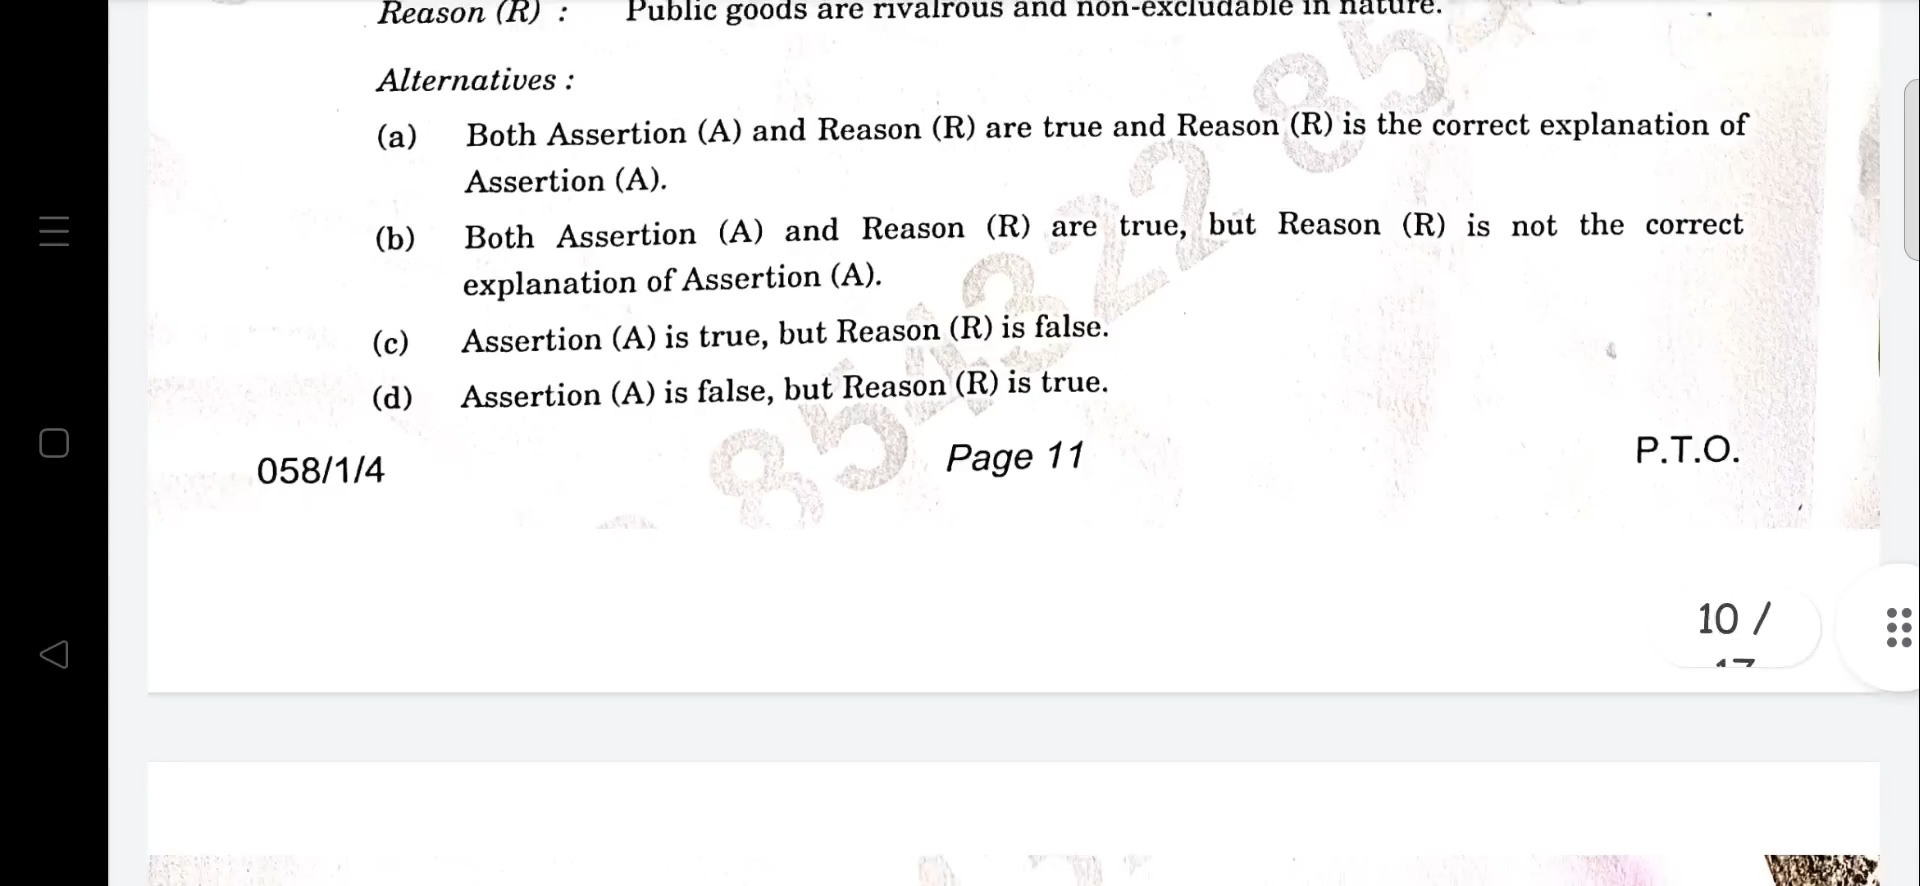 Reason (R) : Public goods are rivalrous and non-excludable in nature.
Alternatives :
(a) Both Assertion (A) and Reason (R) are true and Reason (R) is the correct explanation of
Assertion (A).
(b) Both Assertion (A) and Reason (R) are true, but Reason (R) is not the correct
explanation of Assertion (A).
(c) Assertion (A) is true, but Reason (R) is false.
(d) Assertion (A) is false, but Reason (R) is true.
058/1/4 Page 11 P.T.O.
10 /